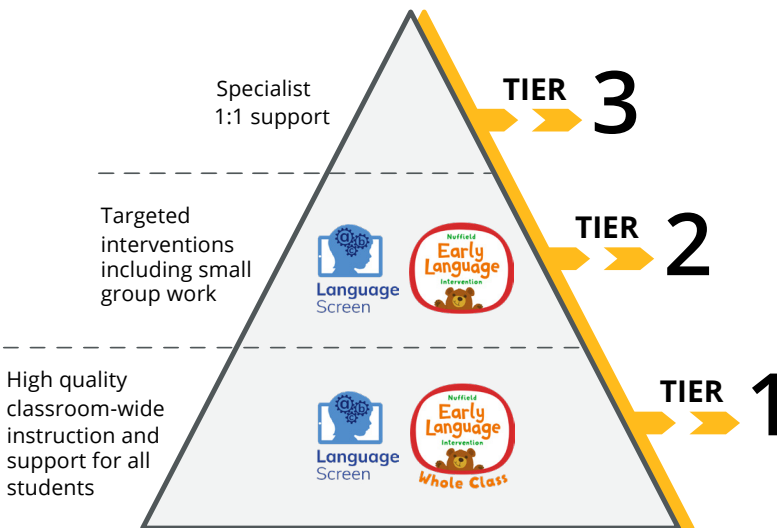 Specialist
1:1 support
TIER 3
Targeted
interventions
including small
group work
a b
Language
Screen
Nuffield
Early
Language
Intervention
TIER 2
High quality
classroom-wide
instruction and
support for all
students
a b
Language
Screen
Nuffield
Early
Language
Intervention
Whole Class
TIER 1